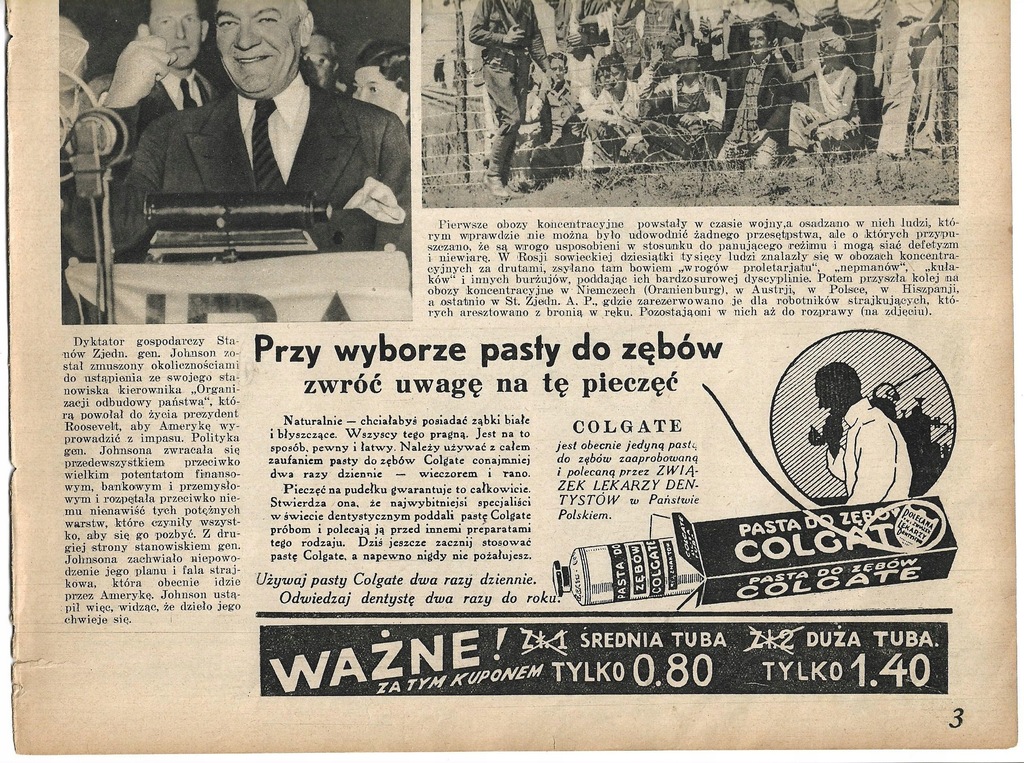 NRA
Pierwsze obozy koncentracyjne powstały w czasie wojny,a osadzano w nich ludzi, któ-
rym wprawdzie nie można było udowodnić żadnego przesętpstwa, ale o których przypu-
szczano, że są wrogo usposobieni w stosunku do panującego reżimu i mogą siać defetyzm
i niewiarę. W Rosji sowieckiej dziesiątki tysięcy ludzi znalazły się w obozach koncentra-
cyjnych za drutami, zsyłano tam bowiem „wrogów proletarjatu", „nepmanów", „kuła-
ków" i innych burżujów, poddając ich bardzosurowej dyscyplinie. Potem przyszła kolej na
obozy koncentracyjne w Niemczech (Oranienburg), w Austrji, w Polsce, w Hiszpanji,
a ostatnio w St. Zjedn. A. P., gdzie zarezerwowano je dla robotników strajkujących, któ-
rych aresztowano z bronią w ręku. Pozostająoni w nich aż do rozprawy (na zdjęciu).
Dyktator gospodarczy Sta-
nów Zjedn. gen. Johnson zo-
stał zmuszony okolicznościami
do ustąpienia ze swojego sta-
nowiska kierownika „Organi-
zacji odbudowy państwa", któ-
rą powołał do życia prezydent
Roosevelt, aby Amerykę wy-
prowadzić z impasu. Polityka
gen. Johnsona zwracała się
przedewszystkiem przeciwko
wielkim potentatom finanso-
wym, bankowym i przemysło-
wym i rozpętała przeciwko nie-
mu nienawiść tych potężnych
warstw, które czyniły wszyst-
ko, aby się go pozbyć. Z dru-
giej strony stanowiskiem gen.
Johnsona zachwiało niepowo-
dzenie jego planu i fala straj-
kowa, która obecnie idzie
przez Amerykę. Johnson ustą-
pił więc, widząc, że dzieło jego
chwieje się.
Przy wyborze pasty do zębów
zwróć uwagę na tę pieczęć
Naturalnie — chciałabyś posiadać ząbki białe
i błyszczące. Wszyscy tego pragną. Jest na to
sposób, pewny i łatwy. Należy używać z całem
zaufaniem pasty do zębów Colgate conajmniej
dwa razy dziennie — wieczorem i rano.
Pieczęć na pudełku gwarantuje to całkowicie.
Stwierdza ona, że najwybitniejsi specjaliści
w świecie dentystycznym poddali pastę Colgate
próbom i polecają ją przed innemi preparatami
tego rodzaju. Dziś jeszcze zacznij stosować
pastę Colgate, a napewno nigdy nie pożałujesz.
Używaj pasty Colgate dwa razy dziennie.
Odwiedzaj dentystę dwa razy do roku.
COLGATE
jest obecnie jedyną pastą
do zębów zaaprobowaną
i polecaną przez ZWIĄ-
ZEK LEKARZY DEN-
TYSTÓW w Państwie
Polskiem.
PASTA DO ZĘBÓW
COLGATE
POLECANA
LEKARZY
PASTA DO ZĘBÓW
COLGATE
PASTA DO
ZĘBÓW
COLGATE
WAŻNE!
ZA TYM KUPONEM
Zł.1 ŚREDNIA TUBA
TYLKO 0.80
Zł.2 DUŻA TUBA.
TYLKO 1.40
3